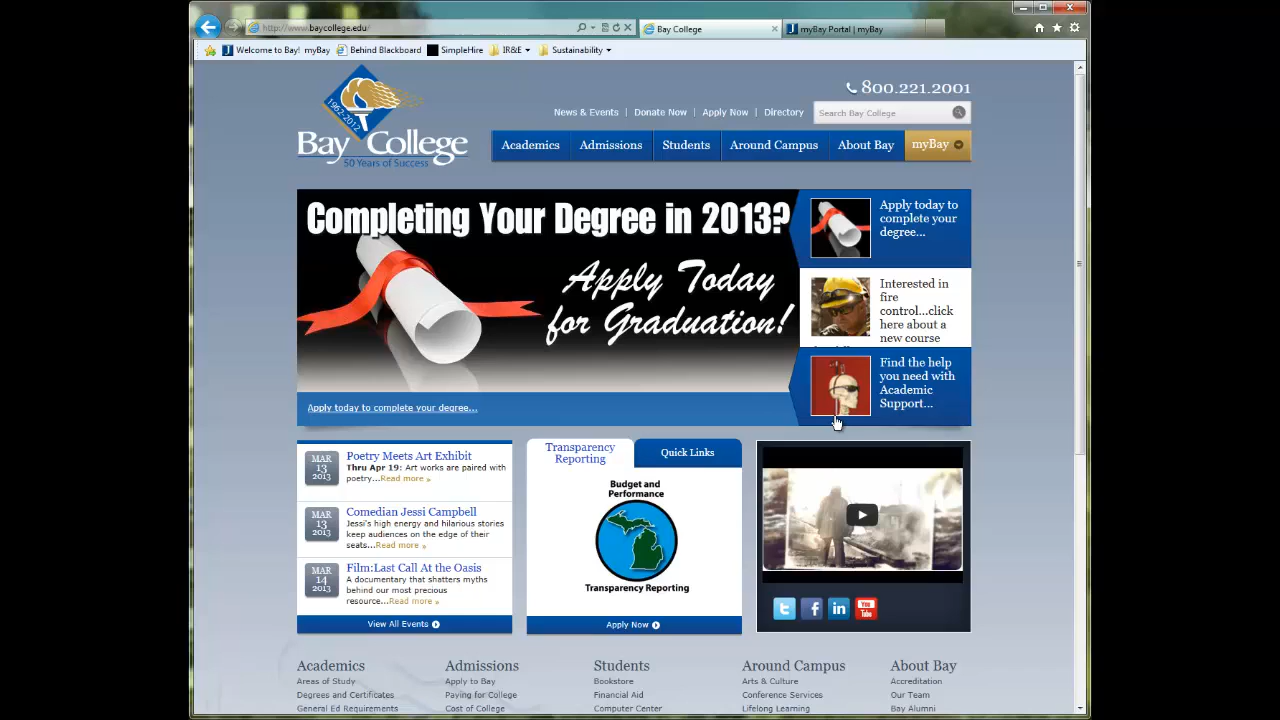 http://www.baycollege.edu/
Bay College
myBay Portal | myBay
Welcome to Bay! myBay
Behind Blackboard
SimpleHire
IR&E
Sustainability
1962-2012
Bay College
50 Years of Success
800.221.2001
News & Events | Donate Now | Apply Now | Directory
Search Bay College
Academics
Admissions
Students
Around Campus
About Bay
myBay
Completing Your Degree in 2013?
Apply Today
for Graduation!
Apply today to complete your degree...
Apply today to
complete your
degree...
Interested in
fire
control...click
here about a
new course
Find the help
you need with
Academic
Support...
MAR
13
2013
Poetry Meets Art Exhibit
Thru Apr 19: Art works are paired with
poetry...Read more »
MAR
13
2013
Comedian Jessi Campbell
Jessi's high energy and hilarious stories
keep audiences on the edge of their
seats...Read more »
MAR
14
2013
Film:Last Call At the Oasis
A documentary that shatters myths
about our most precious
resource...Read more »
View All Events
Transparency
Reporting
Quick Links
Budget and
Performance
Transparency Reporting
Apply Now
You
Tube
Academics
Areas of Study
Degrees and Certificates
General Ed Requirements
Admissions
Apply to Bay
Paying for College
Cost of College
Students
Bookstore
Financial Aid
Computer Center
Around Campus
Arts & Culture
Conference Services
Lifelong Learning
About Bay
Accreditation
Our Team
Bay Alumni